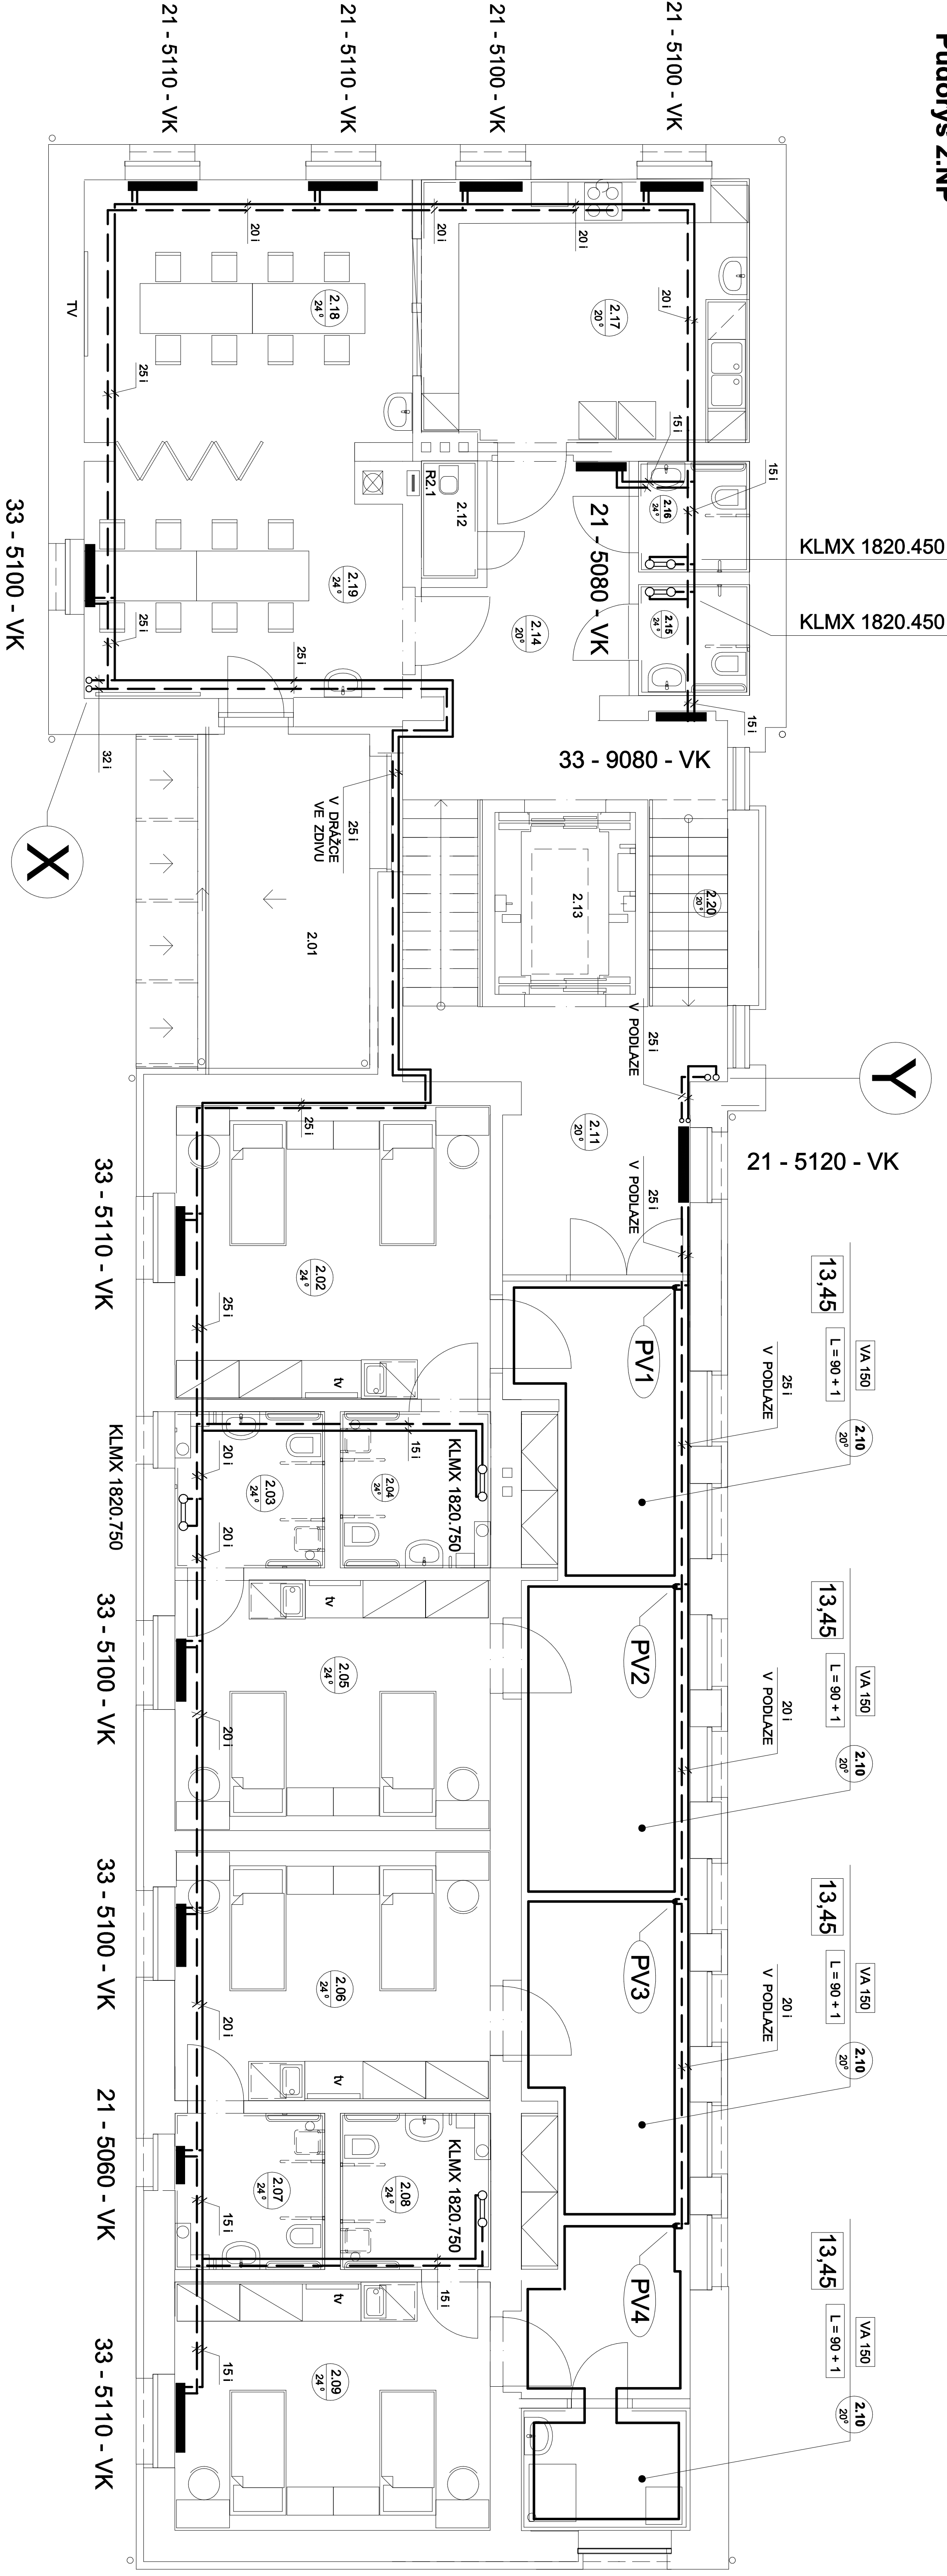 Půdorys 2.NP
21 - 5110 - VK
21 - 5110 - VK
21 - 5100 - VK
21 - 5100 - VK
20 i
20 i
20 i
20 i
TV
2.18
24°
2.17
20°
25 i
15 i
15 i
R2.1
2.12
2.16
24°
21 - 5080 - VK
KLMX 1820.450
KLMX 1820.450
33 - 5100 - VK
2.19
24°
2.14
20°
2.15
24°
25 i
25 i
15 i
32 i
33 - 9080 - VK
X
25 i
V DRÁŽCE
VE ZDIVU
2.01
2.13
2.20
20°
25 i
V PODLAZE
Y
25 i
2.11
20°
21 - 5120 - VK
25 i
V PODLAZE
33 - 5110 - VK
2.02
24°
25 i
PV1
13,45
VA 150
L = 90 + 1
2.10
20°
25 i
V PODLAZE
tv
KLMX 1820.750
20 i
20 i
2.03
24°
2.04
24°
15 i
KLMX 1820.750
33 - 5100 - VK
tv
2.05
24°
20 i
PV2
13,45
VA 150
L = 90 + 1
2.10
20°
20 i
V PODLAZE
33 - 5100 - VK
2.06
24°
20 i
tv
PV3
13,45
VA 150
L = 90 + 1
2.10
20°
20 i
V PODLAZE
21 - 5060 - VK
2.07
24°
2.08
24°
KLMX 1820.750
15 i
15 i
tv
PV4
13,45
VA 150
L = 90 + 1
2.10
20°
33 - 5110 - VK
15 i
2.09
24°